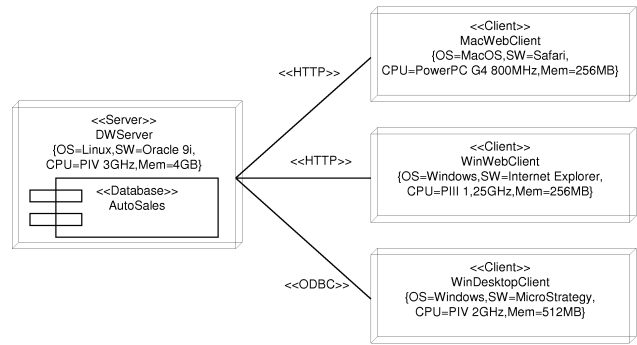 <<Client>>
MacWebClient
{OS=MacOS,SW=Safari,
CPU=PowerPC G4 800MHz,Mem=256MB}
<<HTTP>>
<<Server>>
DWServer
{OS=Linux,SW=Oracle 9i,
CPU=PIV 3GHz,Mem=4GB}
<<Database>>
AutoSales
<<HTTP>>
<<Client>>
WinWebClient
{OS=Windows,SW=Internet Explorer,
CPU=PIII 1,25GHz,Mem=256MB}
<<ODBC>>
<<Client>>
WinDesktopClient
{OS=Windows,SW=MicroStrategy,
CPU=PIV 2GHz,Mem=512MB}